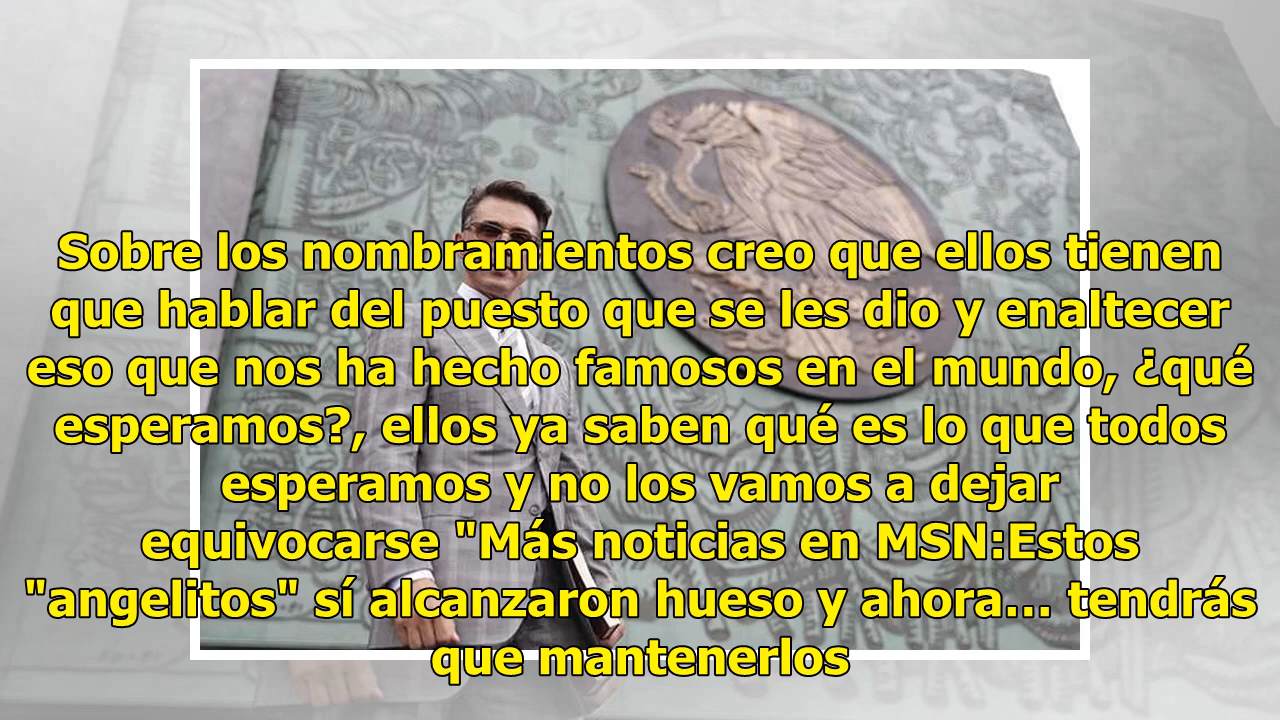 Sobre los nombramientos creo que ellos tienen
que hablar del puesto que se les dio y enaltecer
eso que nos ha hecho famosos en el mundo, ¿qué
esperamos?, ellos ya saben qué es lo que todos
esperamos y no los vamos a dejar
equivocarse "Más noticias en MSN:Estos
"angelitos" sí alcanzaron hueso y ahora... tendrás
que mantenerlos